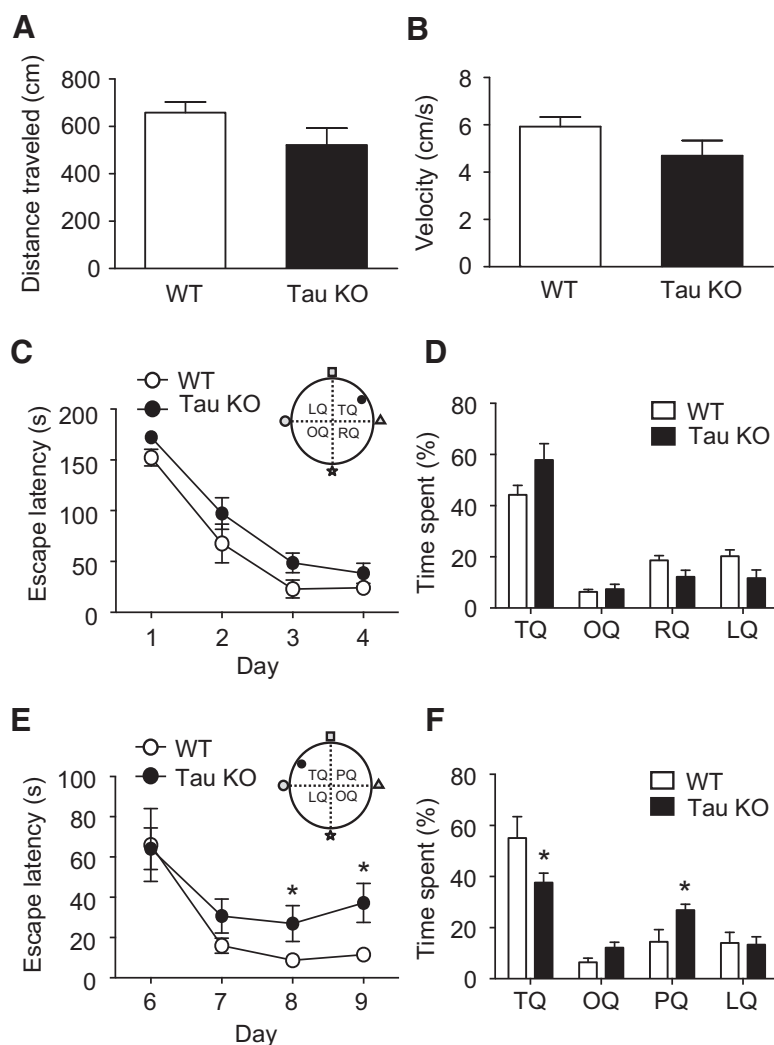 A
Distance traveled (cm)
800
600
400
200
0
WT
Tau KO
B
Velocity (cm/s)
8
6
4
2
0
WT
Tau KO
C
WT
Tau KO
LQ TQ
OQ RQ
Escape latency (s)
200
150
100
50
0
1 2 3 4
Day
D
WT
Tau KO
Time spent (%)
80
60
40
20
0
TQ OQ RQ LQ
E
WT
Tau KO
TQ PQ
LQ OQ
Escape latency (s)
100
80
60
40
20
0
* *
6 7 8 9
Day
F
WT
Tau KO
Time spent (%)
80
60
40
20
0
* *
TQ OQ PQ LQ